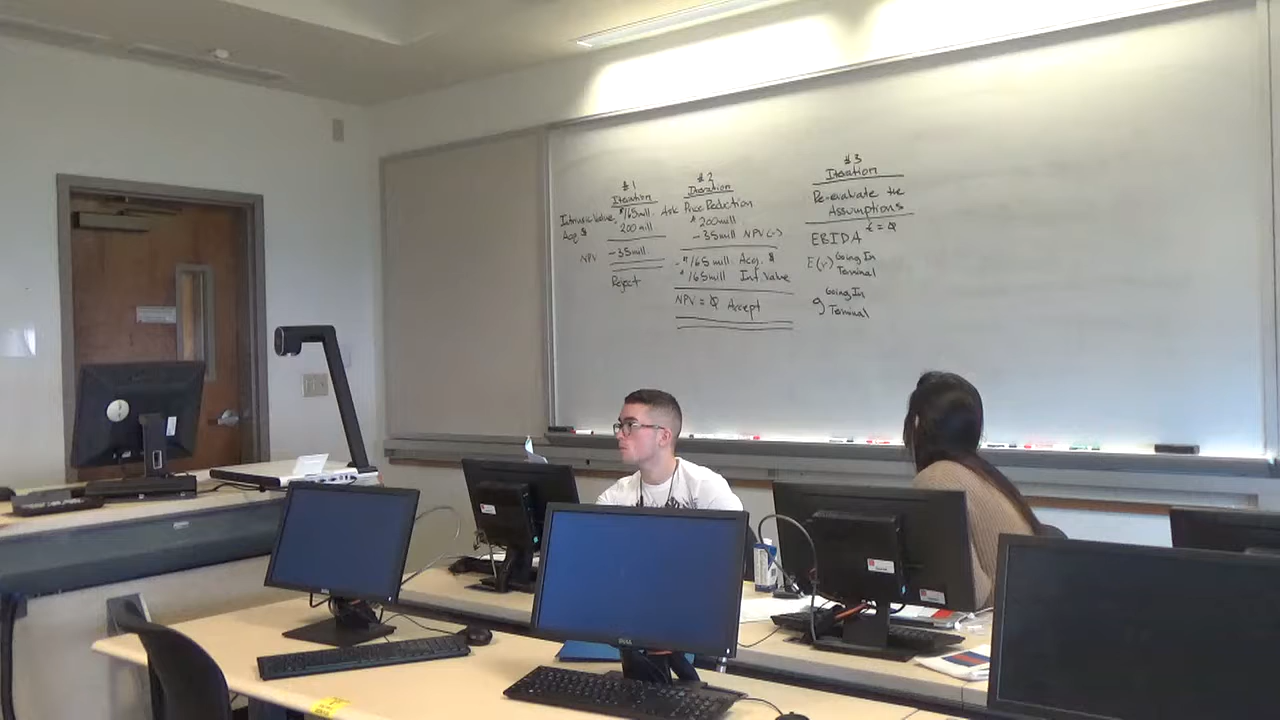 #1
Iteration
Intrinsic Value $165mill.
Acq $ 200mill
NPV -35mill.
Reject
#2
Iteration
Ask Price Reduction
$200mill
-35mill NPV(-)
$165mill. Acq. $
$165mill Int. Value
NPV = Ø Accept
#3
Iteration
Re-evaluate the
Assumptions
EBIDA £ = Ø
E(r) Going In
Terminal
g Going In
Terminal
DELL